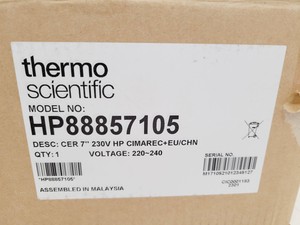 thermo
scientific
MODEL NO:
HP88857105
DESC: CER 7" 230V HP CIMAREC+EU/CHN
QTY: 1 VOLTAGE: 220~240
SERIAL NO.
*HP88857105*
ASSEMBLED IN MALAYSIA